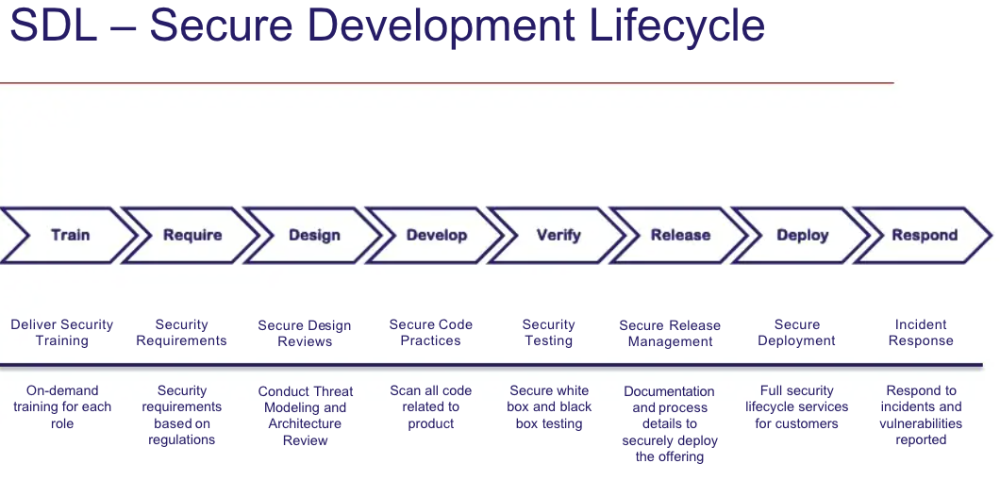 SDL – Secure Development Lifecycle
Train
Require
Design
Develop
Verify
Release
Deploy
Respond
Deliver Security
Training
Security
Requirements
Secure Design
Reviews
Secure Code
Practices
Security
Testing
Secure Release
Management
Secure
Deployment
Incident
Response
On-demand
training for each
role
Security
requirements
based on
regulations
Conduct Threat
Modeling and
Architecture
Review
Scan all code
related to
product
Secure white
box and black
box testing
Documentation
and process
details to
securely deploy
the offering
Full security
lifecycle services
for customers
Respond to
incidents and
vulnerabilities
reported